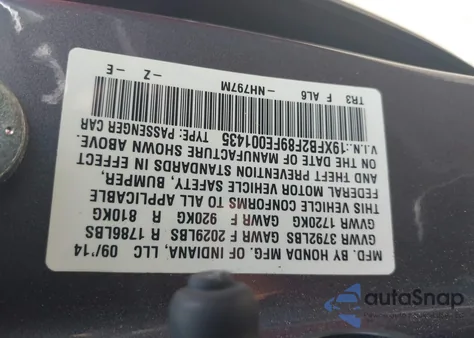 MFD. BY HONDA MFG. OF INDIANA, LLC 09/'14
GVWR 3792LBS GAWR F 2029LBS R 1786LBS
GVWR 1720KG GAWR F 920KG R 810KG
THIS VEHICLE CONFORMS TO ALL APPLICABLE
FEDERAL MOTOR VEHICLE SAFETY, BUMPER,
AND THEFT PREVENTION STANDARDS IN EFFECT
ON THE DATE OF MANUFACTURE SHOWN ABOVE.
V.I.N.:19XFB2F89FE001435 TYPE: PASSENGER CAR
-NH797M -Z -E
TR3 F AL6
autoSnap